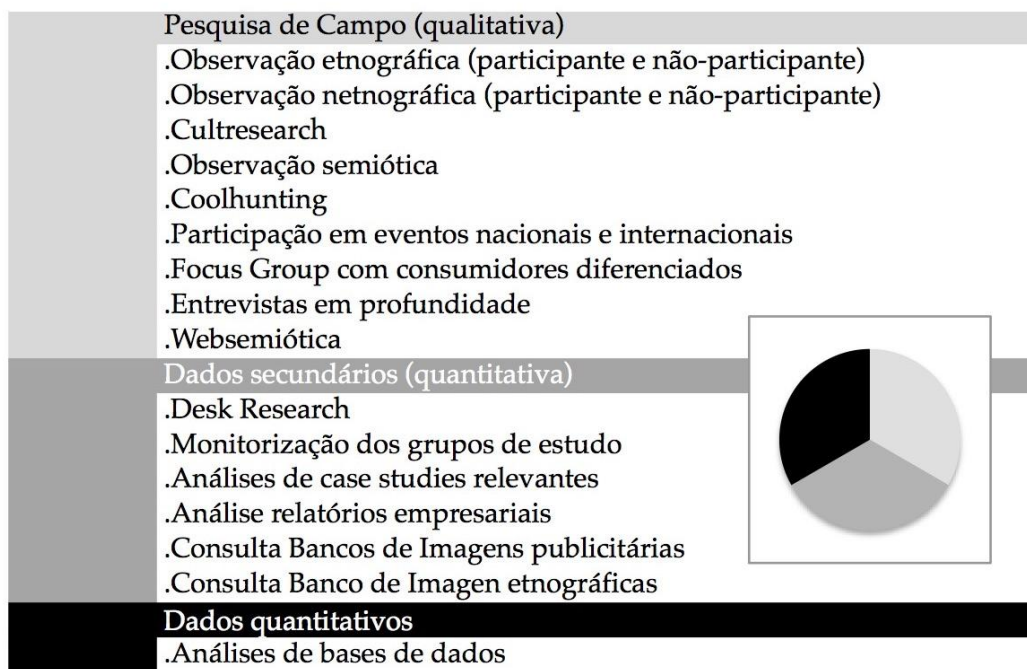 Pesquisa de Campo (qualitativa)
.Observação etnográfica (participante e não-participante)
.Observação netnográfica (participante e não-participante)
.Cultresearch
.Observação semiótica
.Coolhunting
.Participação em eventos nacionais e internacionais
.Focus Group com consumidores diferenciados
.Entrevistas em profundidade
.Websemiótica
Dados secundários (quantitativa)
.Desk Research
.Monitorização dos grupos de estudo
.Análises de case studies relevantes
.Análise relatórios empresariais
.Consulta Bancos de Imagens publicitárias
.Consulta Banco de Imagen etnográficas
Dados quantitativos
.Análises de bases de dados